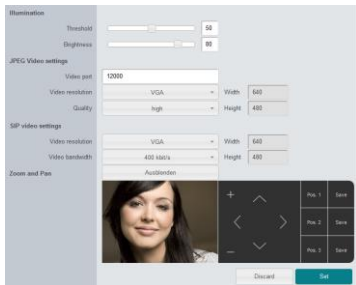 Illumination
Threshold 50
Brightness 80
JPEG Video settings
Video port 12000
Video resolution VGA Width 640
Quality high Height 480
SIP video settings
Video resolution VGA Width 640
Video bandwidth 400 kbit/s Height 480
Zoom and Pan Ausblenden
+ Pos. 1 Save
Pos. 2 Save
– Pos. 3 Save
Discard Set